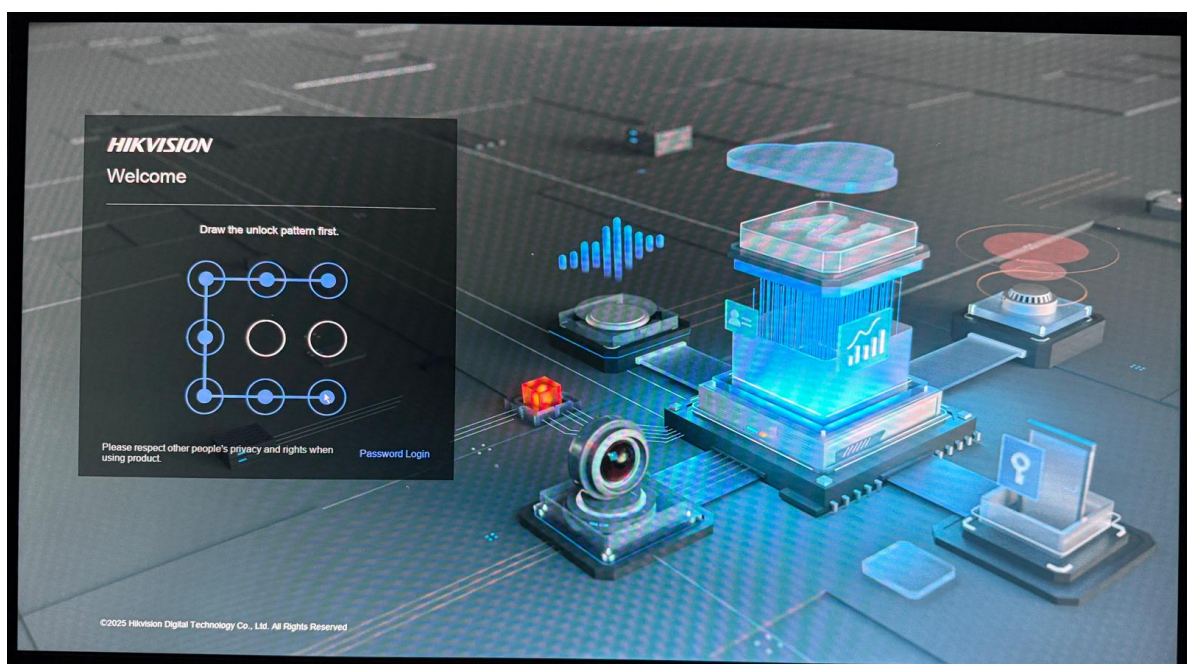 HIKVISION
Welcome
Draw the unlock pattern first.
Please respect other people's privacy and rights when
using product.
Password Login
AI
©2025 Hikvision Digital Technology Co., Ltd. All Rights Reserved